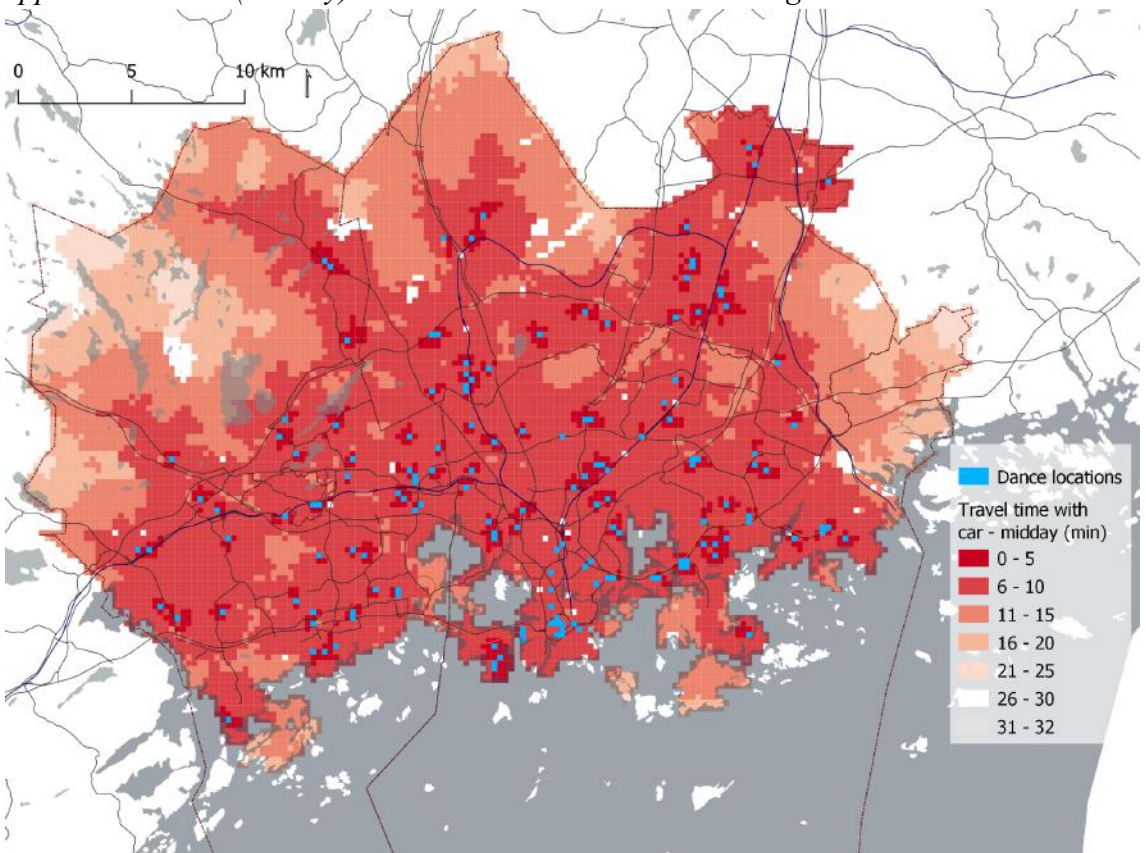 0 5 10 km
Dance locations
Travel time with
car - midday (min)
0 - 5
6 - 10
11 - 15
16 - 20
21 - 25
26 - 30
31 - 32